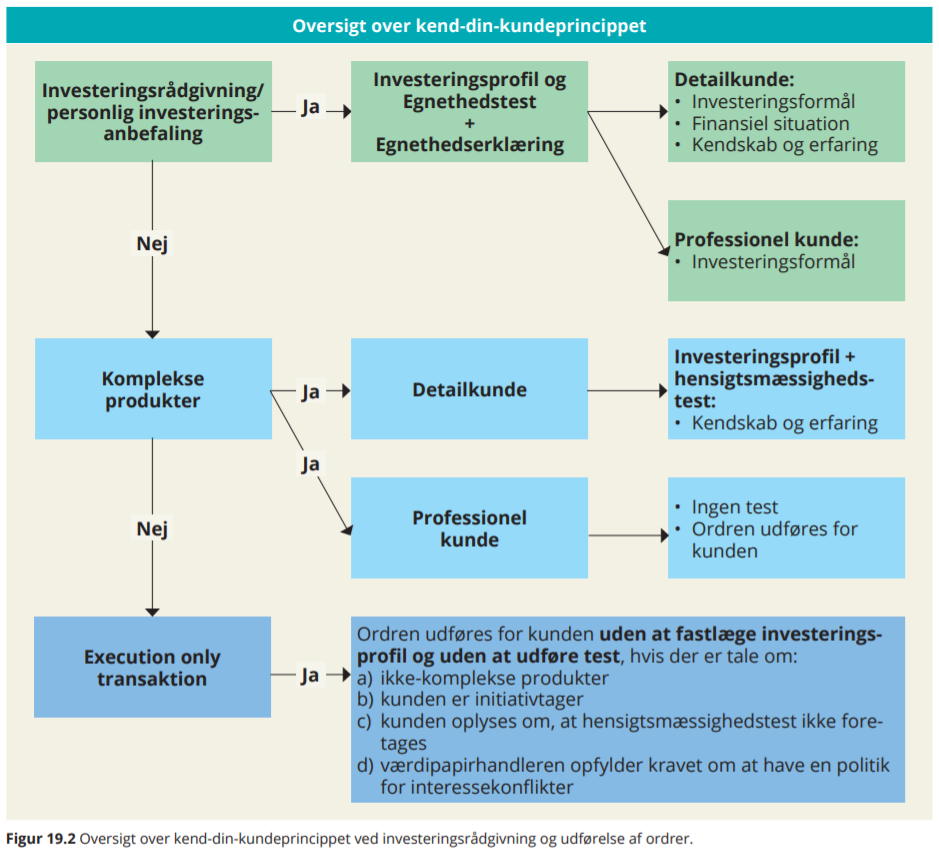 Oversigt over kend-din-kundeprincippet
Investeringsrådgivning/
personlig investerings-
anbefaling
Ja
Investeringsprofil og
Egnethedstest
+
Egnethedserklæring
Detailkunde:
• Investeringsformål
• Finansiel situation
• Kendskab og erfaring
Nej
Professionel kunde:
• Investeringsformål
Komplekse
produkter
Ja
Detailkunde
Investeringsprofil +
hensigtsmæssigheds-
test:
• Kendskab og erfaring
Ja
Nej
Professionel
kunde
• Ingen test
• Ordren udføres for
kunden
Execution only
transaktion
Ja
Ordren udføres for kunden uden at fastlægge investerings-
profil og uden at udføre test, hvis der er tale om:
a) ikke-komplekse produkter
b) kunden er initiativtager
c) kunden oplyses om, at hensigtsmæssighedstest ikke fore-
tages
d) værdipapirhandleren opfylder kravet om at have en politik
for interessekonflikter
Figur 19.2 Oversigt over kend-din-kundeprincippet ved investeringsrådgivning og udførelse af ordrer.